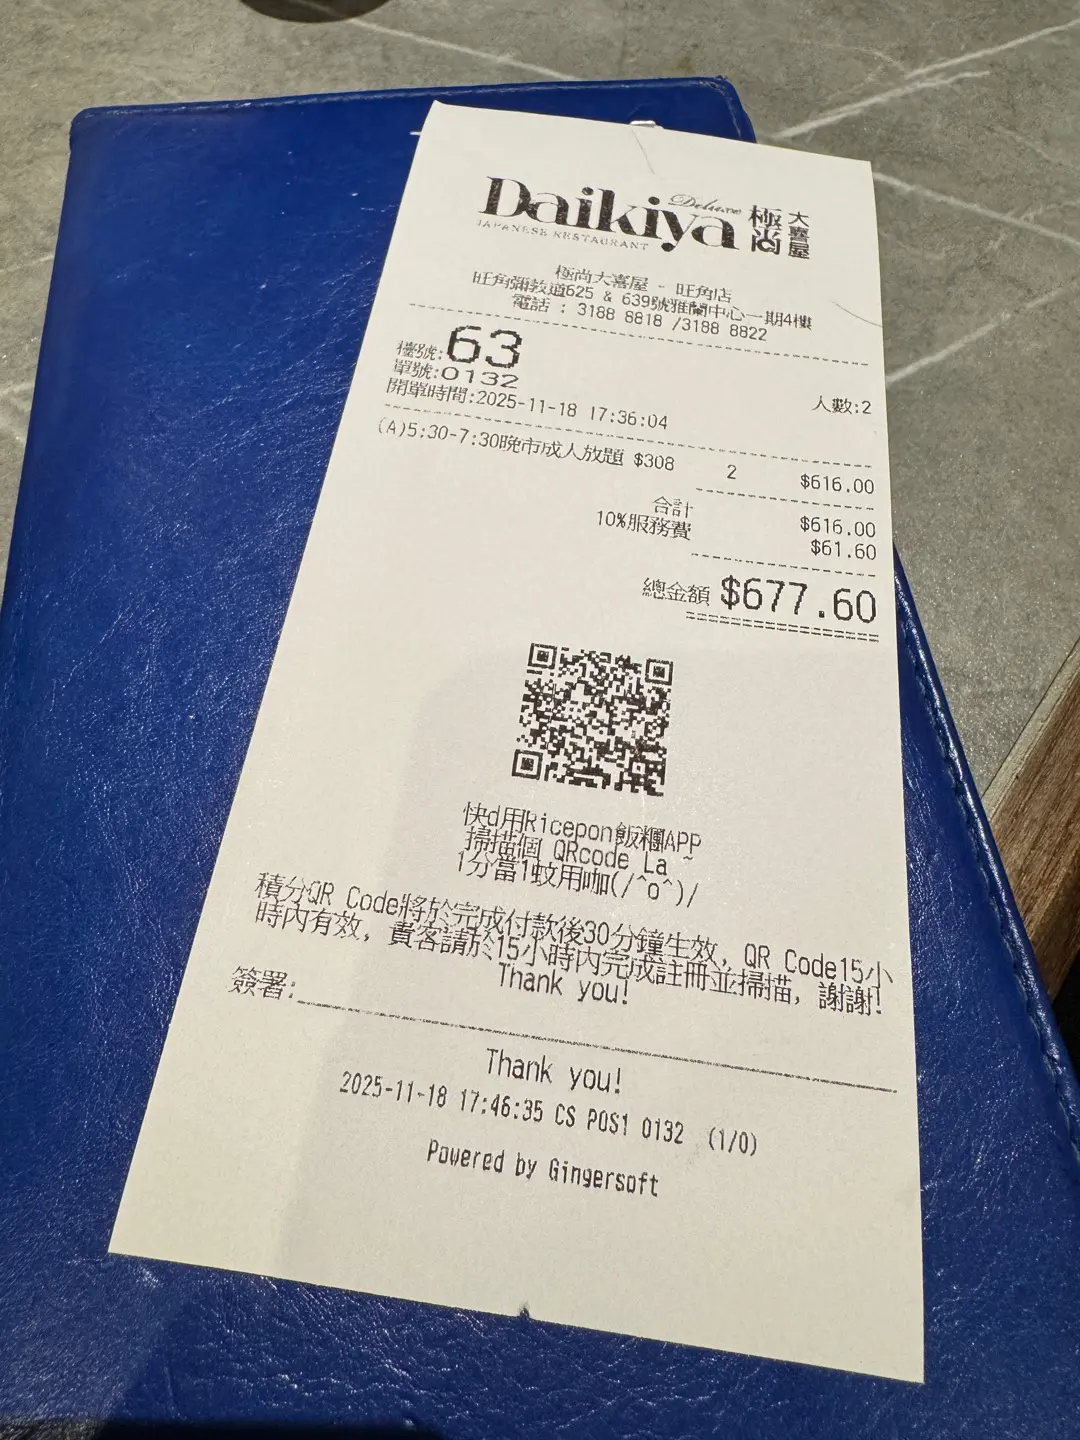 Daikiya Deluxe 極尚 大喜屋
JAPANESE RESTAURANT
極尚大喜屋 - 旺角店
旺角彌敦道625 & 639號雅蘭中心一期4樓
電話 : 3188 8818 /3188 8822
檯號:63
單號:0132
人數:2
開單時間:2025-11-18 17:36:04
(A)5:30-7:30晚市成人放題 $308 2 $616.00
合計 $616.00
10%服務費 $61.60
總金額 $677.60
快d用Ricepon飯糰APP
掃描個 QRcode La ~
1分當1蚊用咖(/^o^)/
積分QR Code將於完成付款後30分鐘生效, QR Code15小
時內有效, 貴客請於15小時內完成註冊並掃描, 謝謝!
Thank you!
簽署:
Thank you!
2025-11-18 17:46:35 CS POS1 0132 (1/0)
Powered by Gingersoft